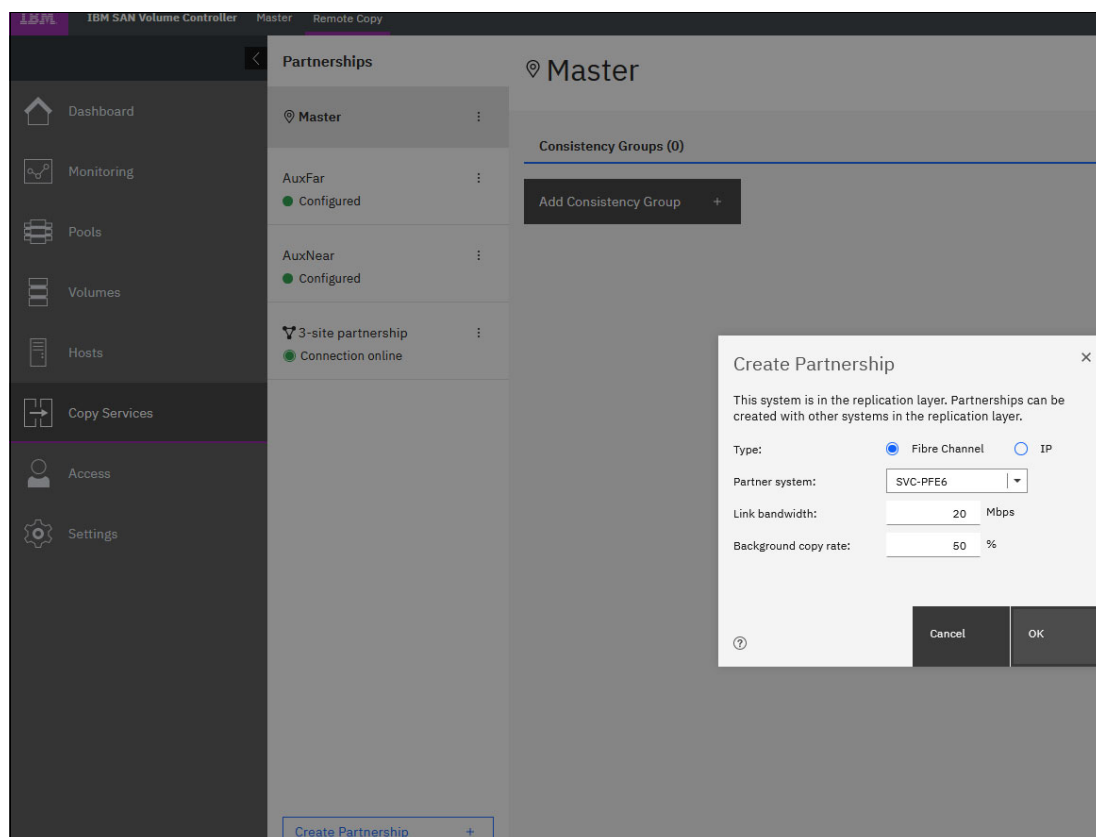 IBM
IBM SAN Volume Controller Master Remote Copy
Partnerships
Master
Dashboard
Master
Monitoring
Consistency Groups (0)
AuxFar
Configured
Add Consistency Group +
Pools
AuxNear
Configured
Volumes
3-site partnership
Connection online
Hosts
Copy Services
Access
Settings
Create Partnership
This system is in the replication layer. Partnerships can be
created with other systems in the replication layer.
Type: Fibre Channel IP
Partner system: SVC-PFE6
Link bandwidth: 20 Mbps
Background copy rate: 50 %
Cancel OK
Create Partnership +